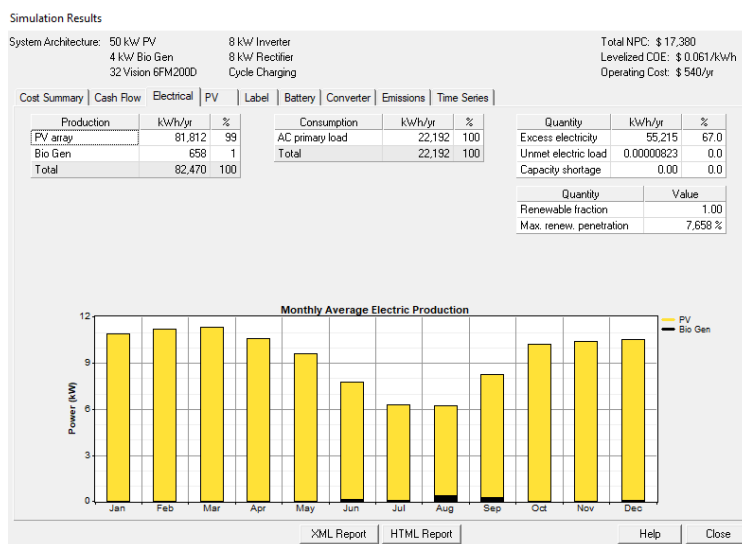 Simulation Results
System Architecture: 50 kW PV 8 kW Inverter Total NPC: $ 17,380
4 kW Bio Gen 8 kW Rectifier Levelized COE: $ 0.061/kWh
32 Vision 6FM200D Cycle Charging Operating Cost: $ 540/yr
Cost Summary Cash Flow Electrical PV Label Battery Converter Emissions Time Series
Production kWh/yr % Consumption kWh/yr % Quantity kWh/yr %
PV array 81,812 99 AC primary load 22,192 100 Excess electricity 55,215 67.0
Bio Gen 658 1 Total 22,192 100 Unmet electric load 0.00000823 0.0
Total 82,470 100 Capacity shortage 0.00 0.0
Quantity Value
Renewable fraction 1.00
Max. renew. penetration 7,658 %
Monthly Average Electric Production
12
9
6
3
0
Power (kW)
PV
Bio Gen
Jan Feb Mar Apr May Jun Jul Aug Sep Oct Nov Dec
XML Report HTML Report Help Close